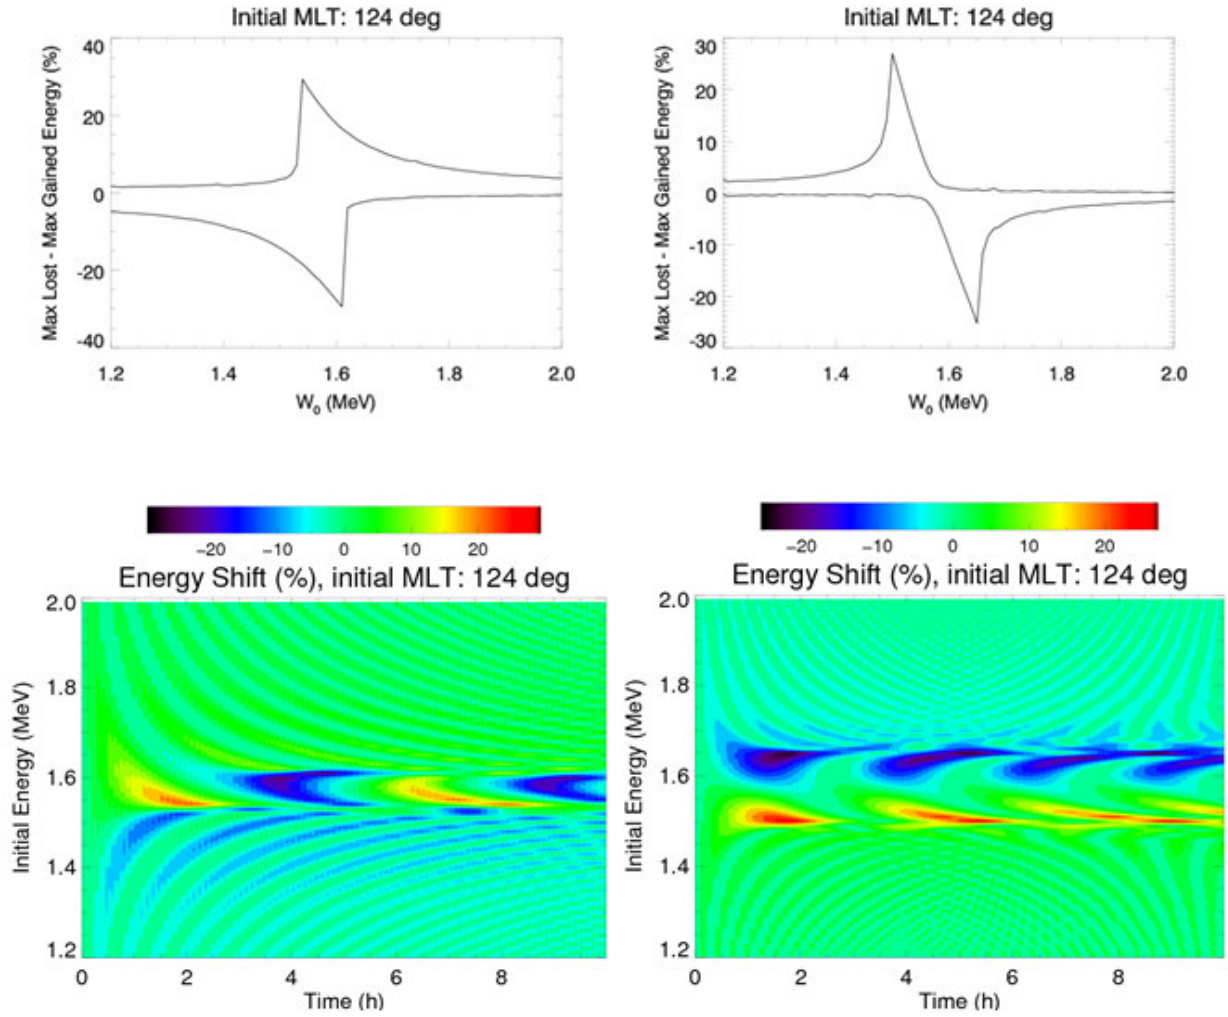 Initial MLT: 124 deg
Max Lost - Max Gained Energy (%)
40
20
0
-20
-40
1.2 1.4 1.6 1.8 2.0
W₀ (MeV)
Initial MLT: 124 deg
Max Lost - Max Gained Energy (%)
30
20
10
0
-10
-20
-30
1.2 1.4 1.6 1.8 2.0
W₀ (MeV)
−20 −10 0 10 20
Energy Shift (%), initial MLT: 124 deg
Initial Energy (MeV)
2.0
1.8
1.6
1.4
1.2
0 2 4 6 8
Time (h)
−20 −10 0 10 20
Energy Shift (%), initial MLT: 124 deg
Initial Energy (MeV)
2.0
1.8
1.6
1.4
1.2
0 2 4 6 8
Time (h)